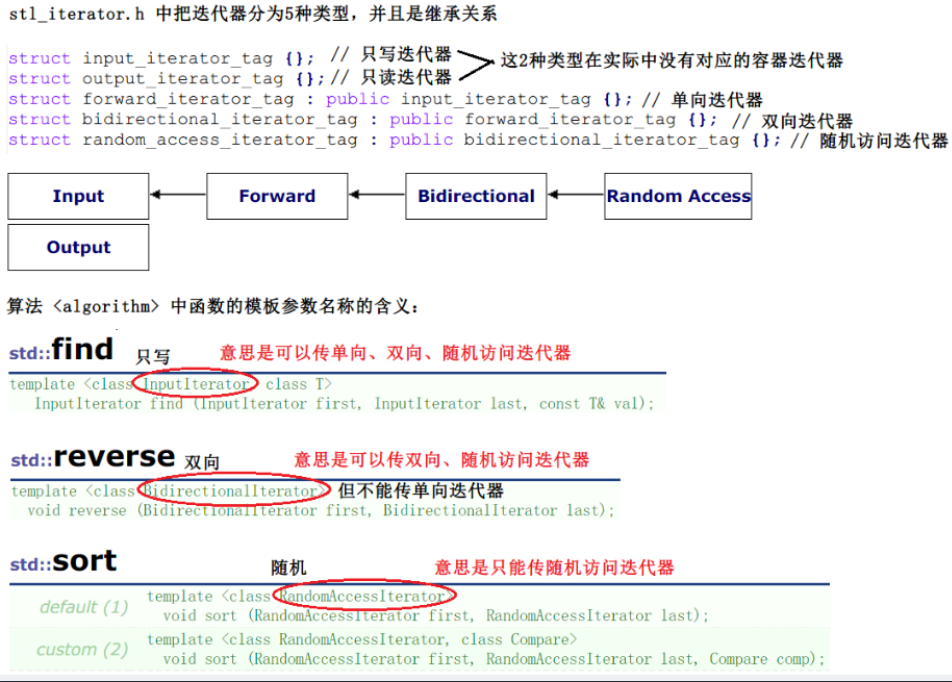 stl_iterator.h 中把迭代器分为5种类型，并且是继承关系
struct input_iterator_tag {}; // 只写迭代器
struct output_iterator_tag {}; // 只读迭代器
这2种类型在实际中没有对应的容器迭代器
struct forward_iterator_tag : public input_iterator_tag {}; // 单向迭代器
struct bidirectional_iterator_tag : public forward_iterator_tag {}; // 双向迭代器
struct random_access_iterator_tag : public bidirectional_iterator_tag {}; // 随机访问迭代器
Input Forward Bidirectional Random Access
Output
算法 <algorithm> 中函数的模板参数名称的含义：
std::find 只写 意思是可以传单向、双向、随机访问迭代器
template <class InputIterator, class T>
InputIterator find (InputIterator first, InputIterator last, const T& val);
std::reverse 双向 意思是可以传双向、随机访问迭代器
template <class BidirectionalIterator> 但不能传单向迭代器
void reverse (BidirectionalIterator first, BidirectionalIterator last);
std::sort 随机 意思是只能传随机访问迭代器
default (1) template <class RandomAccessIterator>
void sort (RandomAccessIterator first, RandomAccessIterator last);
custom (2) template <class RandomAccessIterator, class Compare>
void sort (RandomAccessIterator first, RandomAccessIterator last, Compare comp);